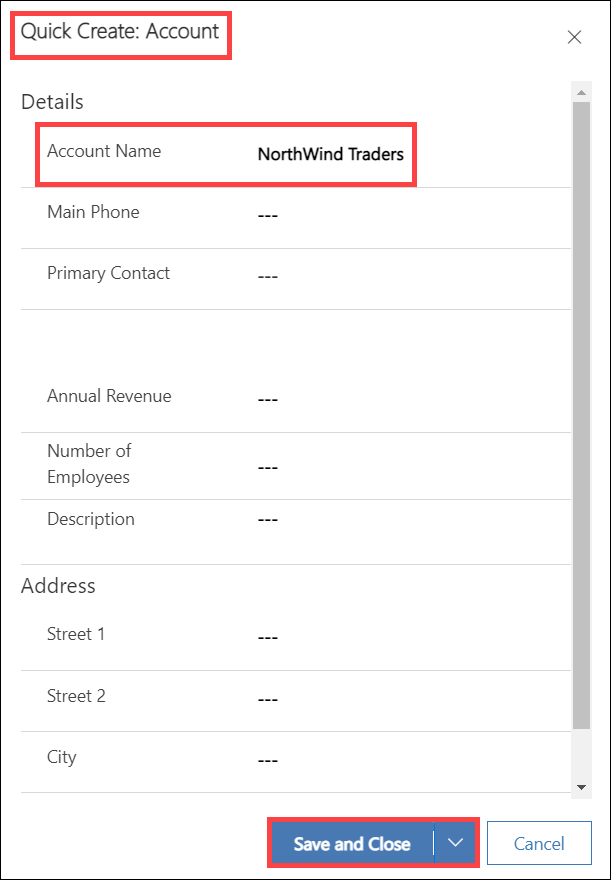 Quick Create: Account
Details
Account Name
NorthWind Traders
Main Phone
---
Primary Contact
---
Annual Revenue
---
Number of
Employees
---
Description
---
Address
Street 1
---
Street 2
---
City
---
Save and Close
Cancel